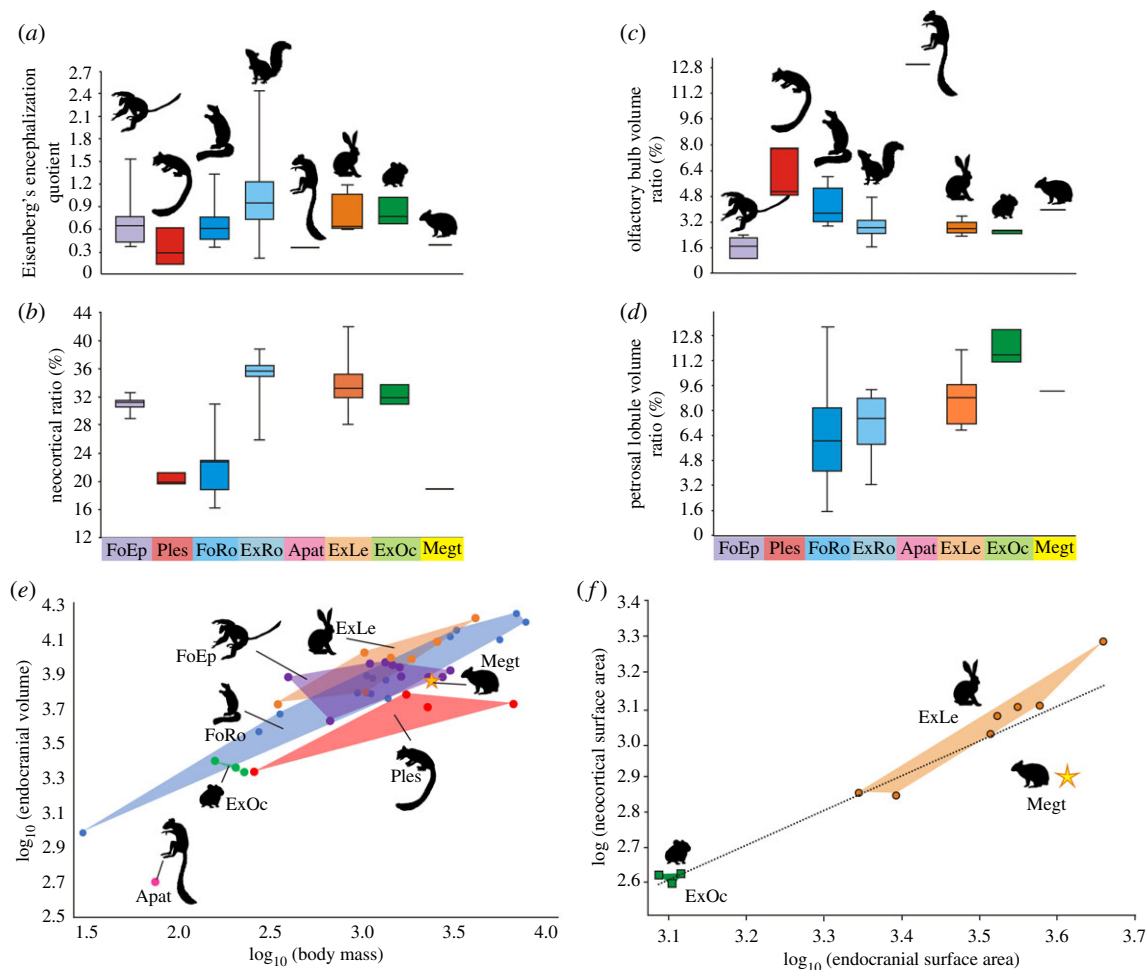 (a)
Eisenberg's encephalization
quotient
2.7
2.4
2.1
1.8
1.5
1.2
0.9
0.6
0.3
0
(b)
neocortical ratio (%)
44
40
36
32
28
24
20
16
12
FoEp Ples FoRo ExRo Apat ExLe ExOc Megt
(c)
olfactory bulb volume
ratio (%)
12.8
11.2
9.6
8.0
6.4
4.8
3.2
1.6
0
(d)
petrosal lobule volume
ratio (%)
12.8
11.2
9.6
8.0
6.4
4.8
3.2
1.6
0
FoEp Ples FoRo ExRo Apat ExLe ExOc Megt
(e)
log10 (endocranial volume)
4.3
4.1
3.9
3.7
3.5
3.3
3.1
2.9
2.7
2.5
ExLe
FoEp
Megt
FoRo
Ples
ExOc
Apat
1.5 2.0 2.5 3.0 3.5 4.0
log10 (body mass)
(f)
log (neocortical surface area)
3.4
3.3
3.2
3.1
3.0
2.9
2.8
2.7
2.6
2.5
ExLe
Megt
ExOc
3.1 3.2 3.3 3.4 3.5 3.6 3.7
log10 (endocranial surface area)